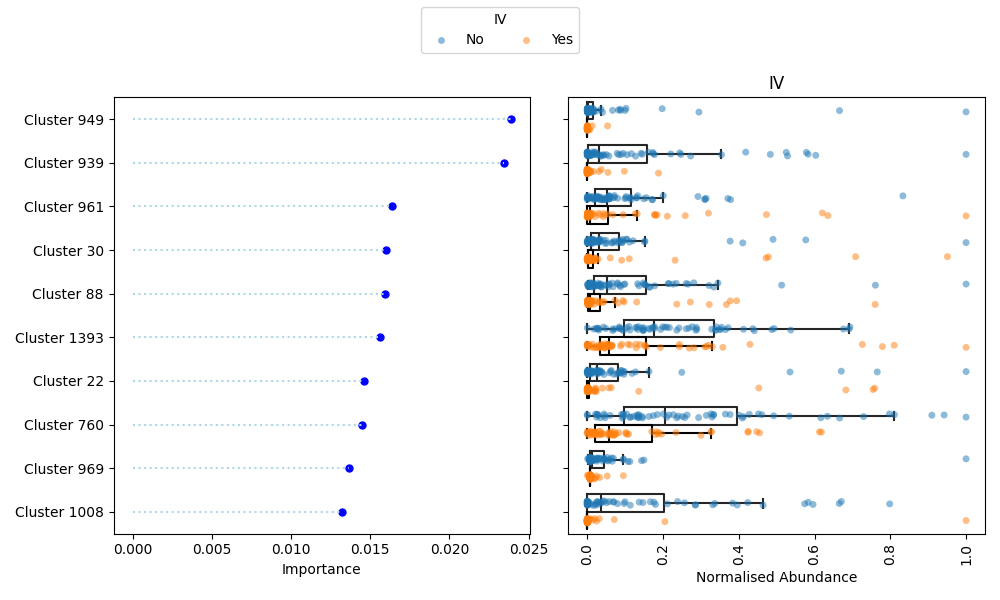 IV
No Yes
IV
Cluster 949
Cluster 939
Cluster 961
Cluster 30
Cluster 88
Cluster 1393
Cluster 22
Cluster 760
Cluster 969
Cluster 1008
0.000 0.005 0.010 0.015 0.020 0.025
Importance
0.0 0.2 0.4 0.6 0.8 1.0
Normalised Abundance